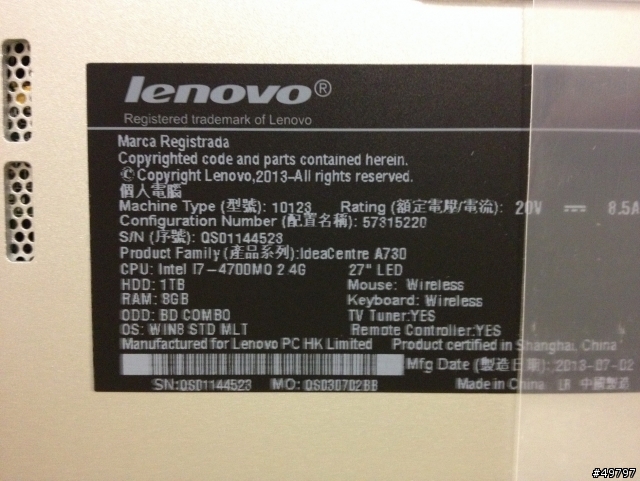 lenovo®
Registered trademark of Lenovo
Marca Registrada
Copyrighted code and parts contained herein.
© Copyright Lenovo,2013-All rights reserved.
個人電腦
Machine Type (型號): 10123 Rating (額定電壓/電流): 20V ⎓ 8.5A
Configuration Number (配置名稱): 57315220
S/N (序號): QS01144523
Product Family (產品系列):IdeaCentre A730
CPU: Intel I7-4700MQ 2.4G 27" LED
HDD: 1TB Mouse: Wireless
RAM: 8GB Keyboard: Wireless
ODD: BD COMBO TV Tuner:YES
OS: WIN8 STD MLT Remote Controller:YES
Manufactured for Lenovo PC HK Limited Product certified in Shanghai, China
Mfg Date (製造日期): 2013-07-02
SN:QS01144523 MO: QS030702BB Made in China 中國製造
#49797